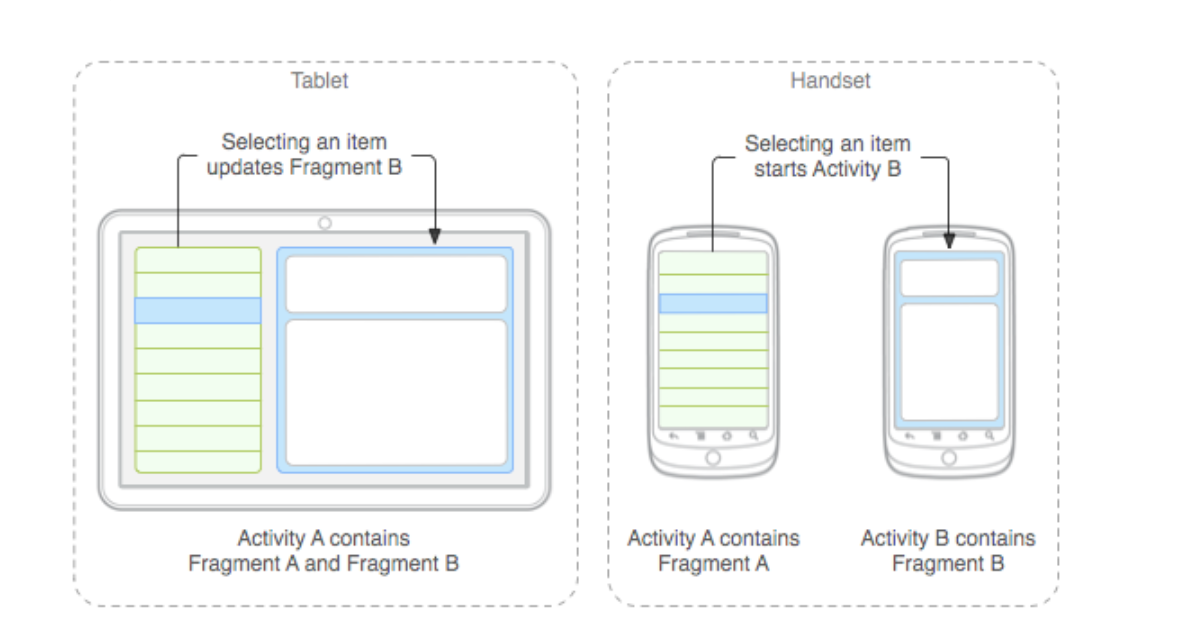 Tablet
Selecting an item
updates Fragment B
Activity A contains
Fragment A and Fragment B
Handset
Selecting an item
starts Activity B
Activity A contains
Fragment A
Activity B contains
Fragment B